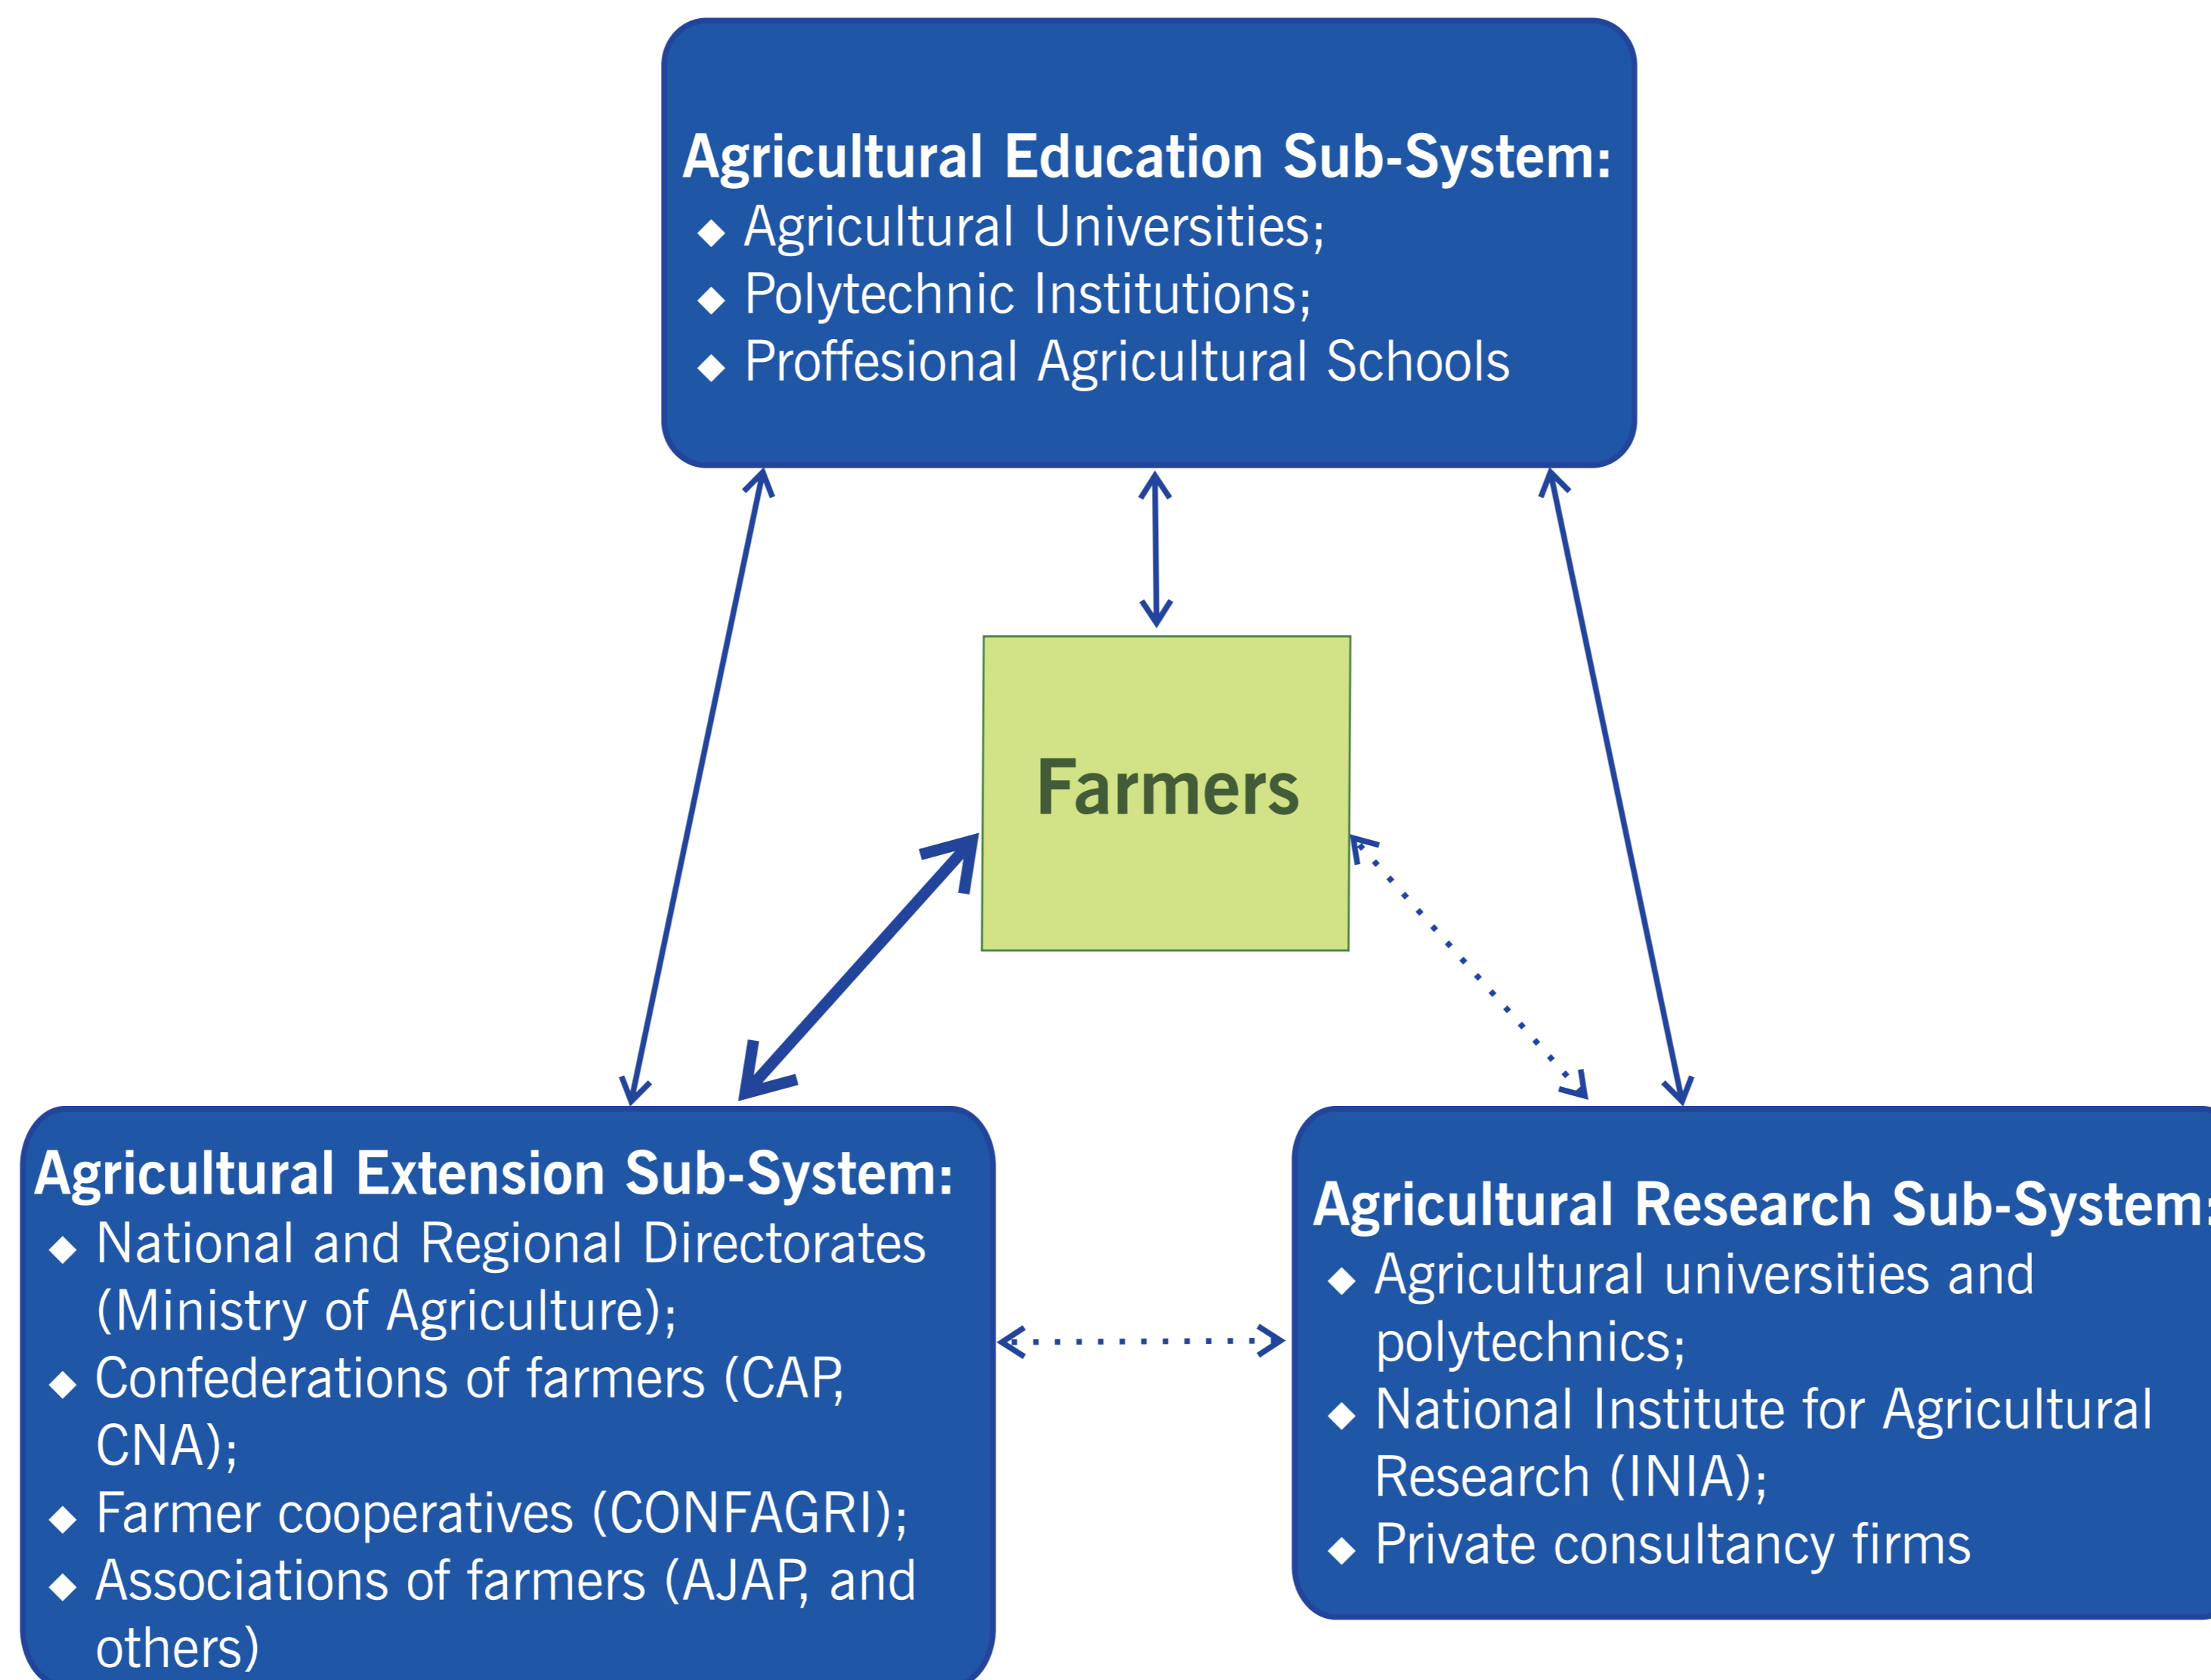 Agricultural Education Sub-System:
◆ Agricultural Universities;
◆ Polytechnic Institutions;
◆ Proffesional Agricultural Schools
Farmers
Agricultural Extension Sub-System:
◆ National and Regional Directorates
(Ministry of Agriculture);
◆ Confederations of farmers (CAP,
CNA);
◆ Farmer cooperatives (CONFAGRI);
◆ Associations of farmers (AJAP, and
others)
Agricultural Research Sub-System:
◆ Agricultural universities and
polytechnics;
◆ National Institute for Agricultural
Research (INIA);
◆ Private consultancy firms